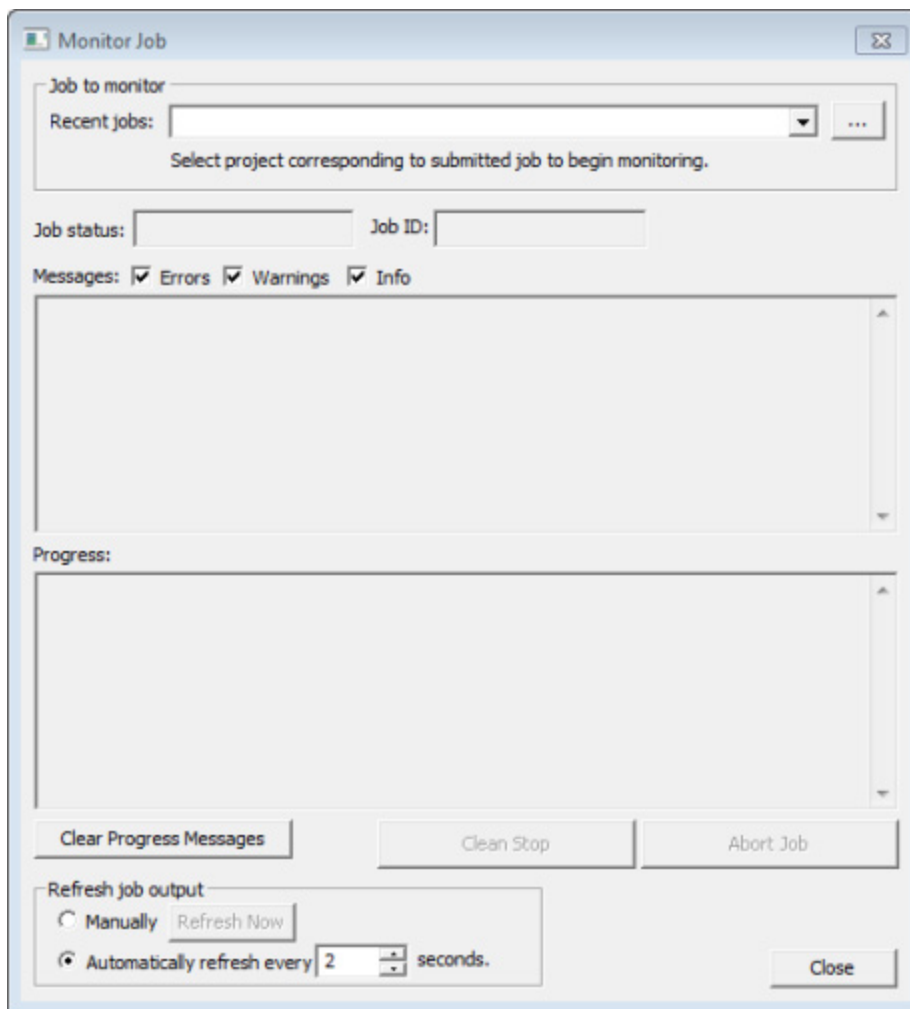 Monitor Job
Job to monitor
Recent jobs:
...
Select project corresponding to submitted job to begin monitoring.
Job status: Job ID:
Messages: Errors Warnings Info
Progress:
Clear Progress Messages Clean Stop Abort Job
Refresh job output
Manually Refresh Now
Automatically refresh every 2 seconds.
Close